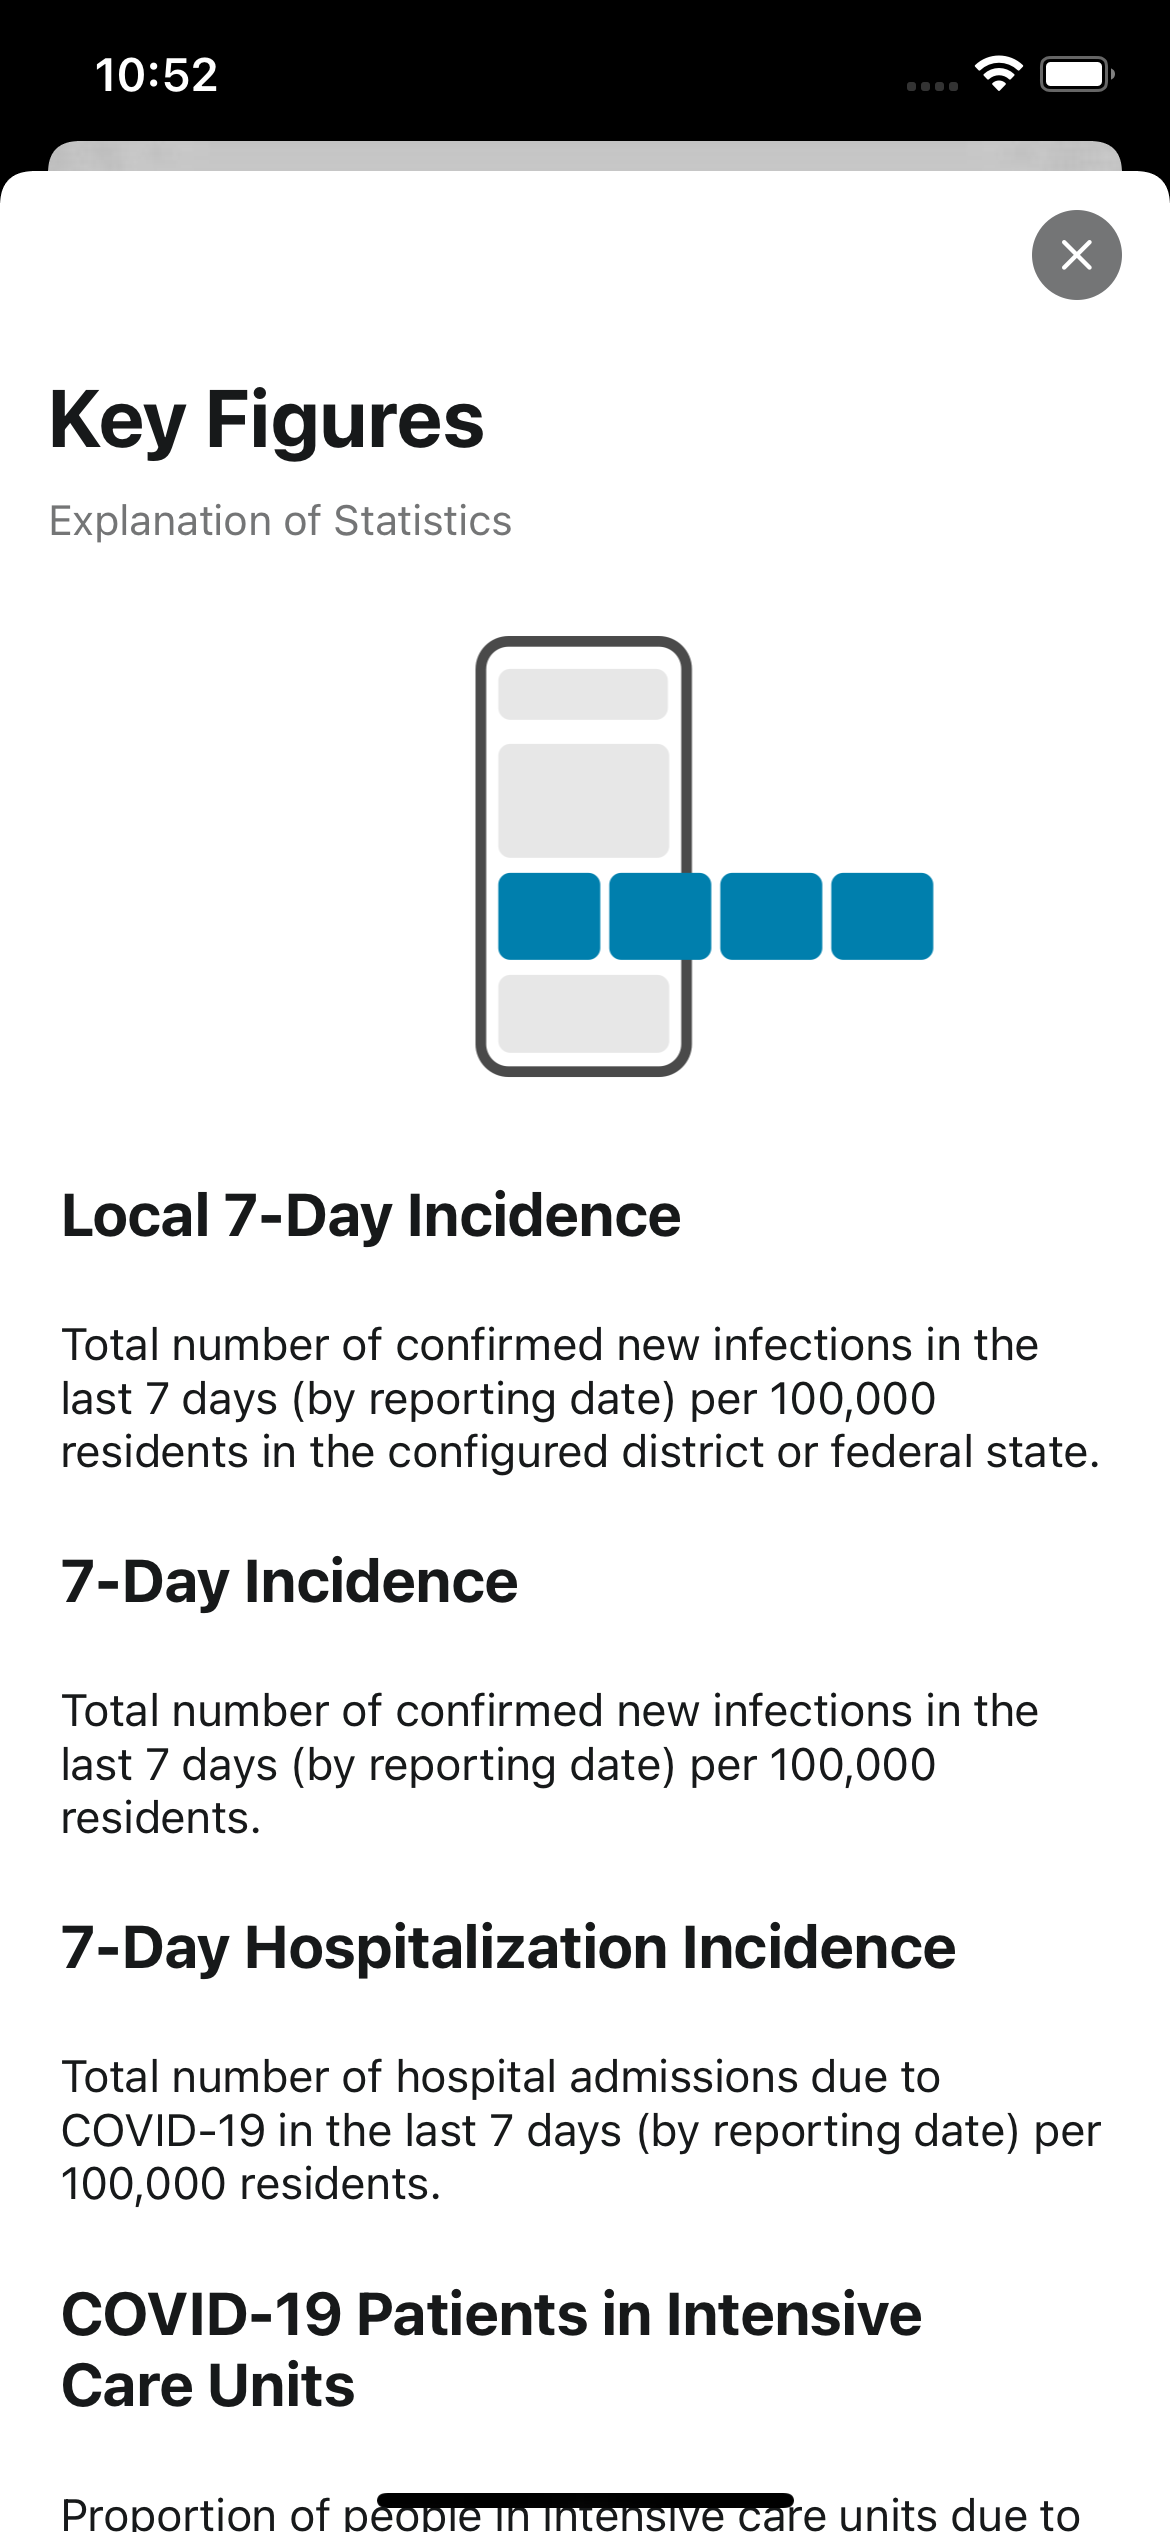 10:52
Key Figures
Explanation of Statistics
Local 7-Day Incidence
Total number of confirmed new infections in the
last 7 days (by reporting date) per 100,000
residents in the configured district or federal state.
7-Day Incidence
Total number of confirmed new infections in the
last 7 days (by reporting date) per 100,000
residents.
7-Day Hospitalization Incidence
Total number of hospital admissions due to
COVID-19 in the last 7 days (by reporting date) per
100,000 residents.
COVID-19 Patients in Intensive
Care Units
Proportion of people in intensive care units due to